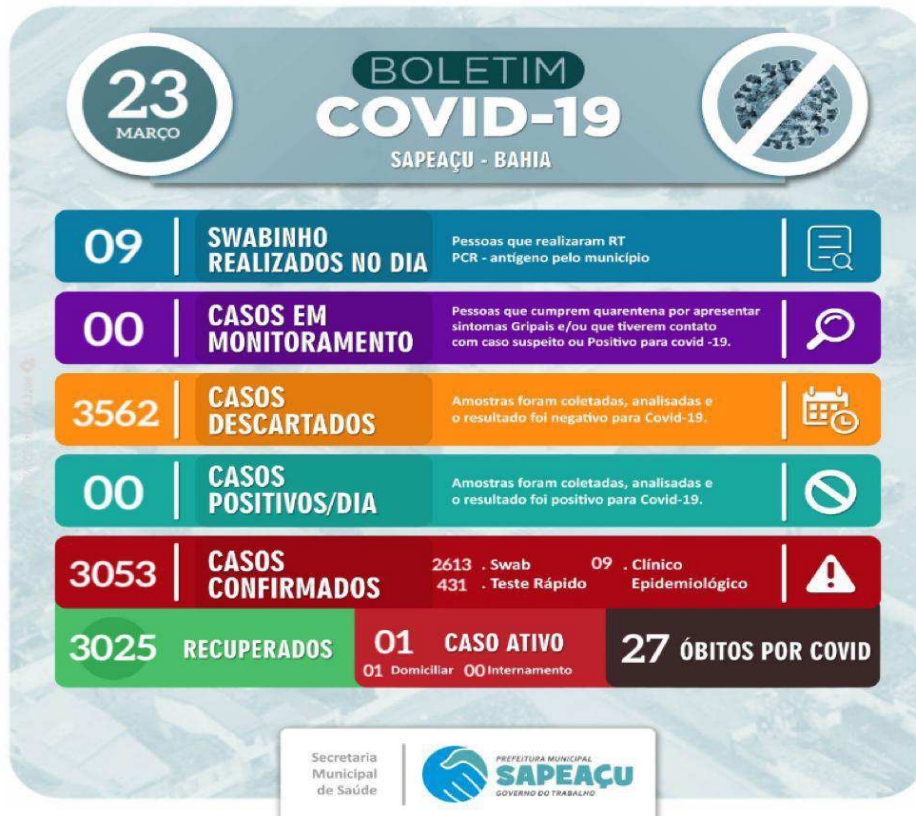 23
MARÇO
BOLETIM
COVID-19
SAPEAÇU - BAHIA
09
SWABINHO
REALIZADOS NO DIA
Pessoas que realizaram RT
PCR - antígeno pelo município
00
CASOS EM
MONITORAMENTO
Pessoas que cumprem quarentena por apresentar
sintomas Gripais e/ou que tiverem contato
com caso suspeito ou Positivo para covid -19.
3562
CASOS
DESCARTADOS
Amostras foram coletadas, analisadas e
o resultado foi negativo para Covid-19.
00
CASOS
POSITIVOS/DIA
Amostras foram coletadas, analisadas e
o resultado foi positivo para Covid-19.
3053
CASOS
CONFIRMADOS
2613 . Swab
431 . Teste Rápido
09 . Clínico
Epidemiológico
3025 RECUPERADOS
01 CASO ATIVO
01 Domiciliar 00 Internamento
27 ÓBITOS POR COVID
Secretaria
Municipal
de Saúde
PREFEITURA MUNICIPAL
SAPEAÇU
GOVERNO DO TRABALHO